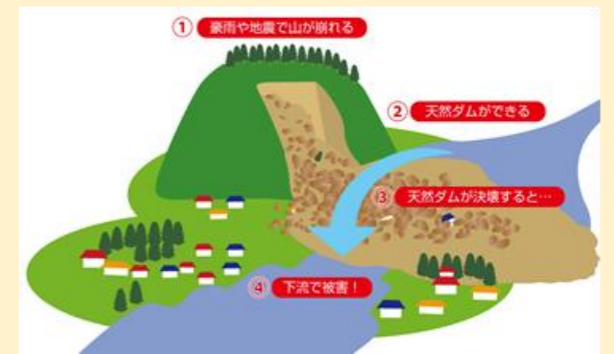 ① 豪雨や地震で山が崩れる
② 天然ダムができる
③ 天然ダムが決壊すると…
④ 下流で被害！